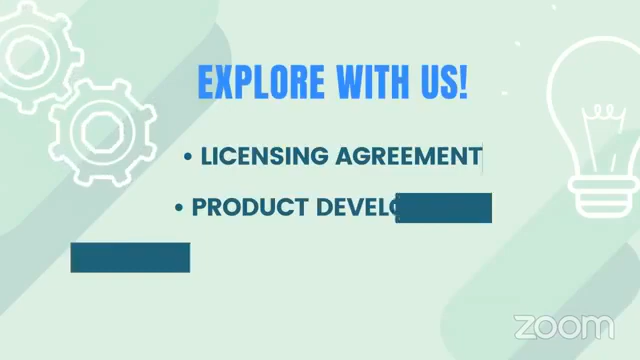 EXPLORE WITH US!
• LICENSING AGREEMENT
• PRODUCT
zoom